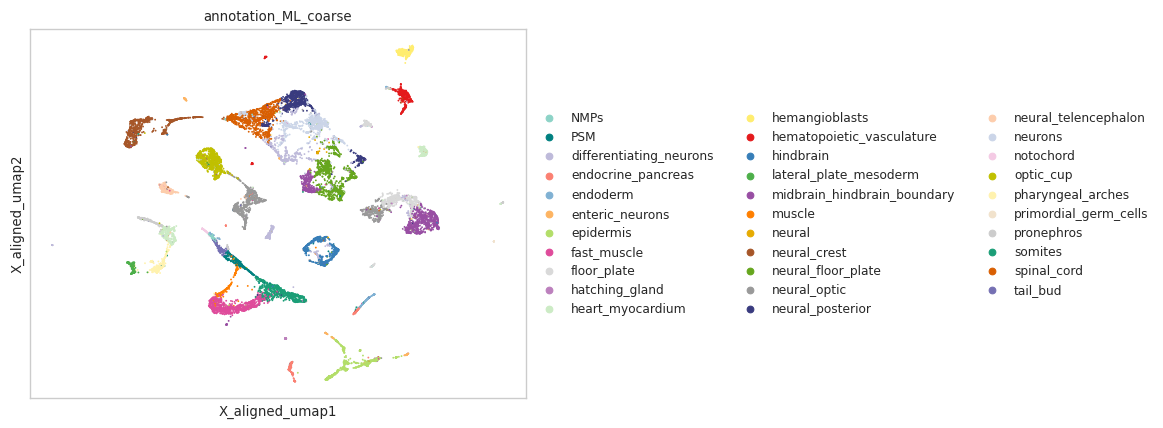 annotation_ML_coarse
X_aligned_umap2
X_aligned_umap1
NMPs
PSM
differentiating_neurons
endocrine_pancreas
endoderm
enteric_neurons
epidermis
fast_muscle
floor_plate
hatching_gland
heart_myocardium
hemangioblasts
hematopoietic_vasculature
hindbrain
lateral_plate_mesoderm
midbrain_hindbrain_boundary
muscle
neural
neural_crest
neural_floor_plate
neural_optic
neural_posterior
neural_telencephalon
neurons
notochord
optic_cup
pharyngeal_arches
primordial_germ_cells
pronephros
somites
spinal_cord
tail_bud